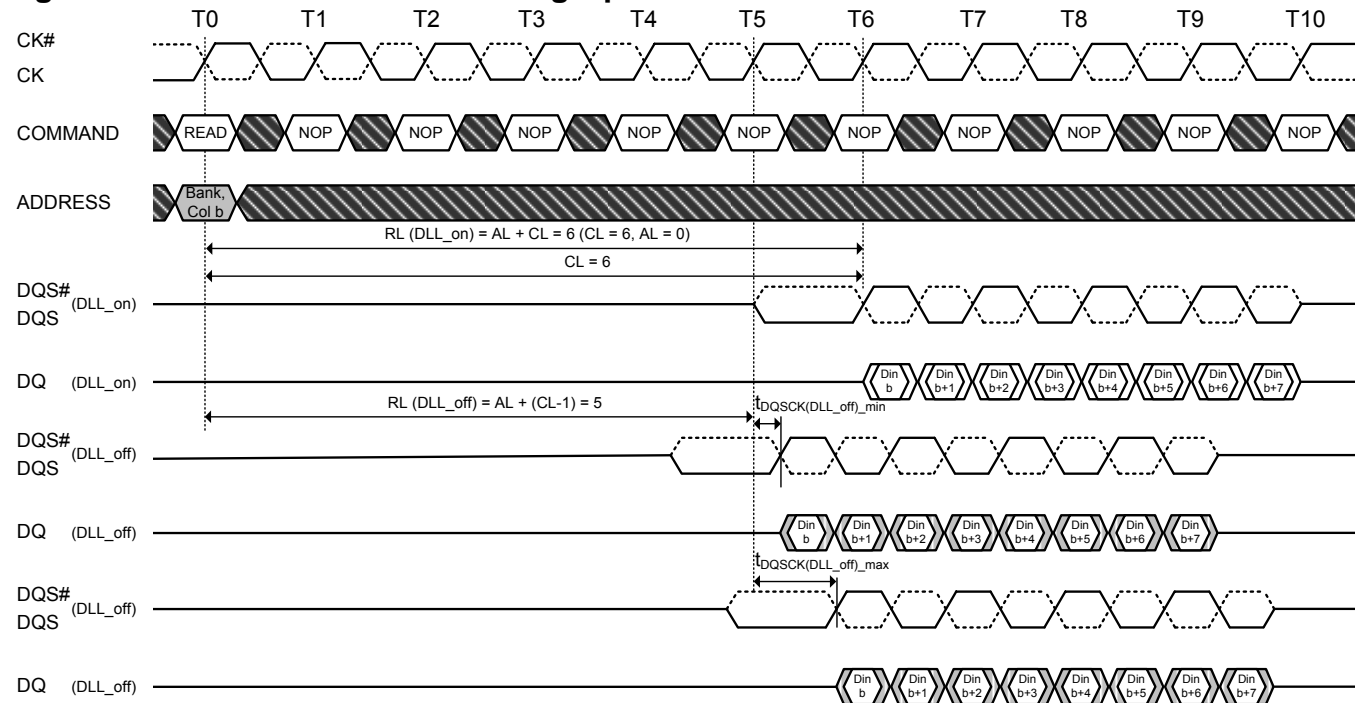 T0 T1 T2 T3 T4 T5 T6 T7 T8 T9 T10
CK#
CK
COMMAND READ NOP NOP NOP NOP NOP NOP NOP NOP NOP NOP
ADDRESS Bank,
Col b
RL (DLL_on) = AL + CL = 6 (CL = 6, AL = 0)
CL = 6
DQS# (DLL_on)
DQS
DQ (DLL_on) Din Din Din Din Din Din Din Din
b b+1 b+2 b+3 b+4 b+5 b+6 b+7
RL (DLL_off) = AL + (CL-1) = 5 tDQSCK(DLL_off)_min
DQS# (DLL_off)
DQS
DQ (DLL_off) Din Din Din Din Din Din Din Din
b b+1 b+2 b+3 b+4 b+5 b+6 b+7
tDQSCK(DLL_off)_max
DQS# (DLL_off)
DQS
DQ (DLL_off) Din Din Din Din Din Din Din Din
b b+1 b+2 b+3 b+4 b+5 b+6 b+7